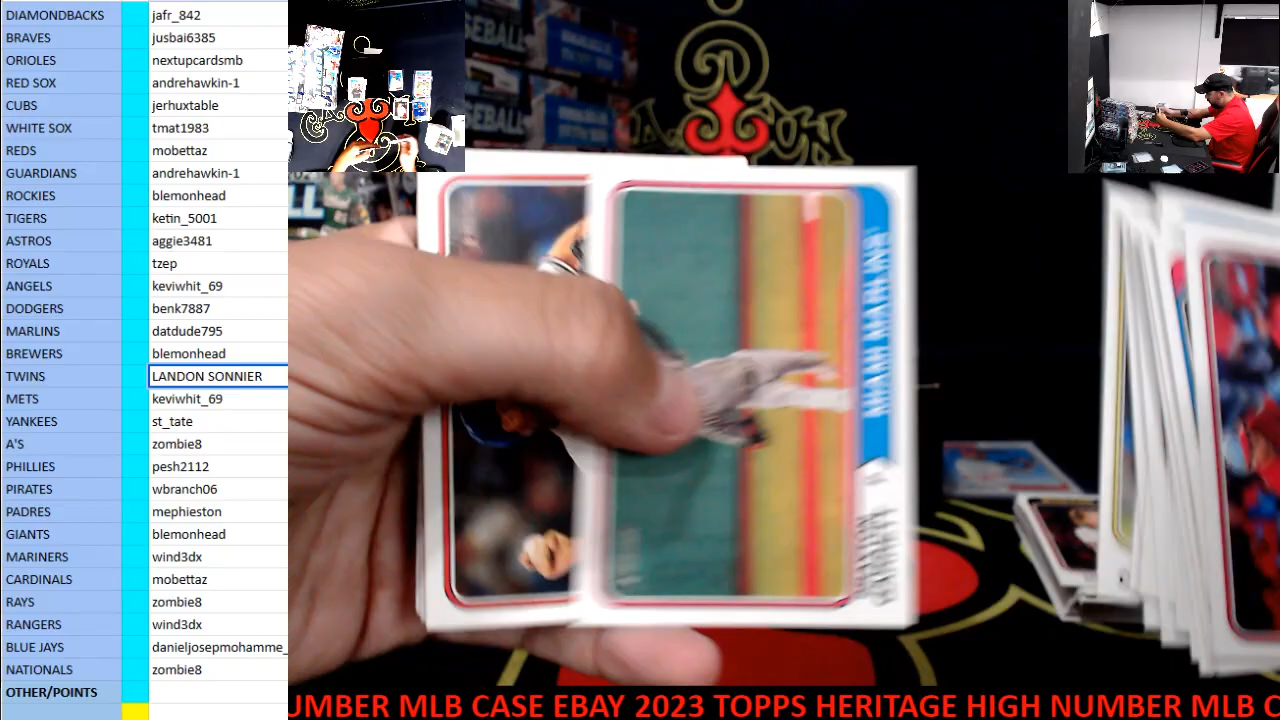 DIAMONDBACKS jafr_842
BRAVES jusbai6385
ORIOLES nextupcardsmb
RED SOX andrehawkin-1
CUBS jerhuxtable
WHITE SOX tmat1983
REDS mobettaz
GUARDIANS andrehawkin-1
ROCKIES blemonhead
TIGERS ketin_5001
ASTROS aggie3481
ROYALS tzep
ANGELS keviwhit_69
DODGERS benk7887
MARLINS datdude795
BREWERS blemonhead
TWINS LANDON SONNIER
METS keviwhit_69
YANKEES st_tate
A'S zombie8
PHILLIES pesh2112
PIRATES wbranch06
PADRES mephieston
GIANTS blemonhead
MARINERS wind3dx
CARDINALS mobettaz
RAYS zombie8
RANGERS wind3dx
BLUE JAYS danieljosepmohamme_
NATIONALS zombie8
OTHER/POINTS
UMBER MLB CASE EBAY 2023 TOPPS HERITAGE HIGH NUMBER MLB C